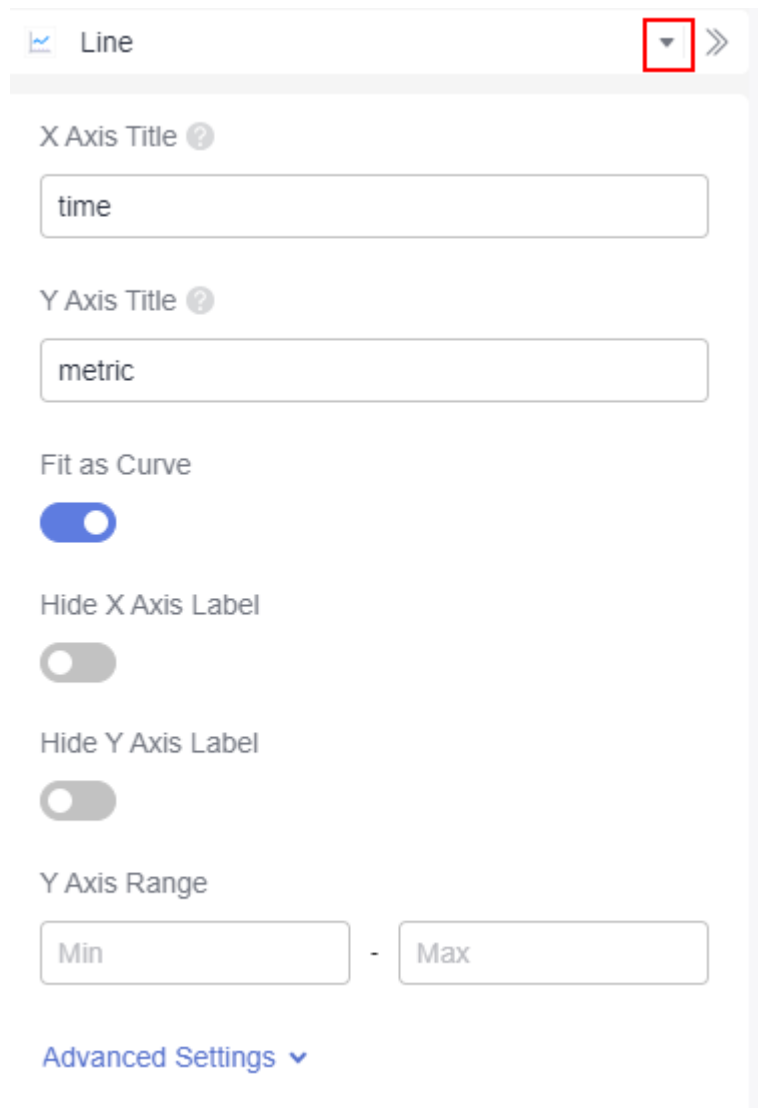 Line
X Axis Title ?
time
Y Axis Title ?
metric
Fit as Curve
Hide X Axis Label
Hide Y Axis Label
Y Axis Range
Min - Max
Advanced Settings